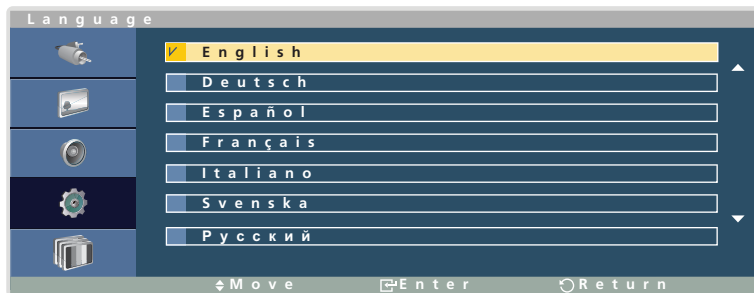 Language
English
Deutsch
Español
Français
Italiano
Svenska
Русский
Move Enter Return